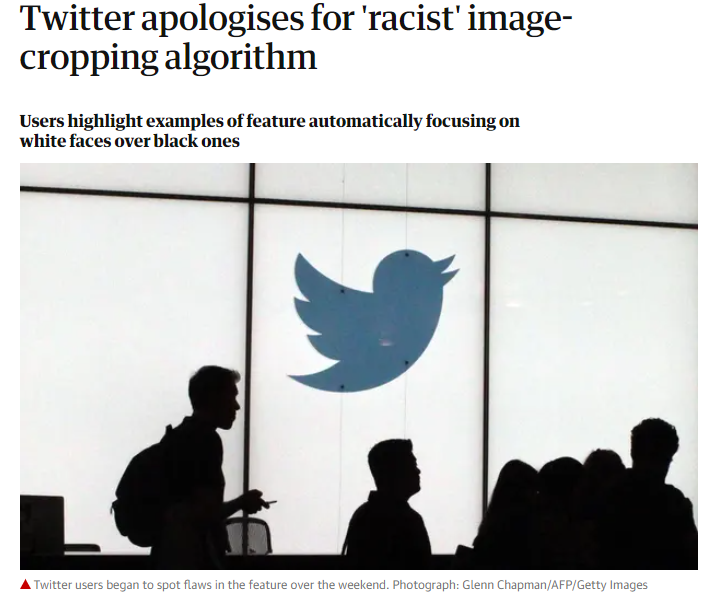 Twitter apologises for 'racist' image-
cropping algorithm
Users highlight examples of feature automatically focusing on
white faces over black ones
Twitter users began to spot flaws in the feature over the weekend. Photograph: Glenn Chapman/AFP/Getty Images